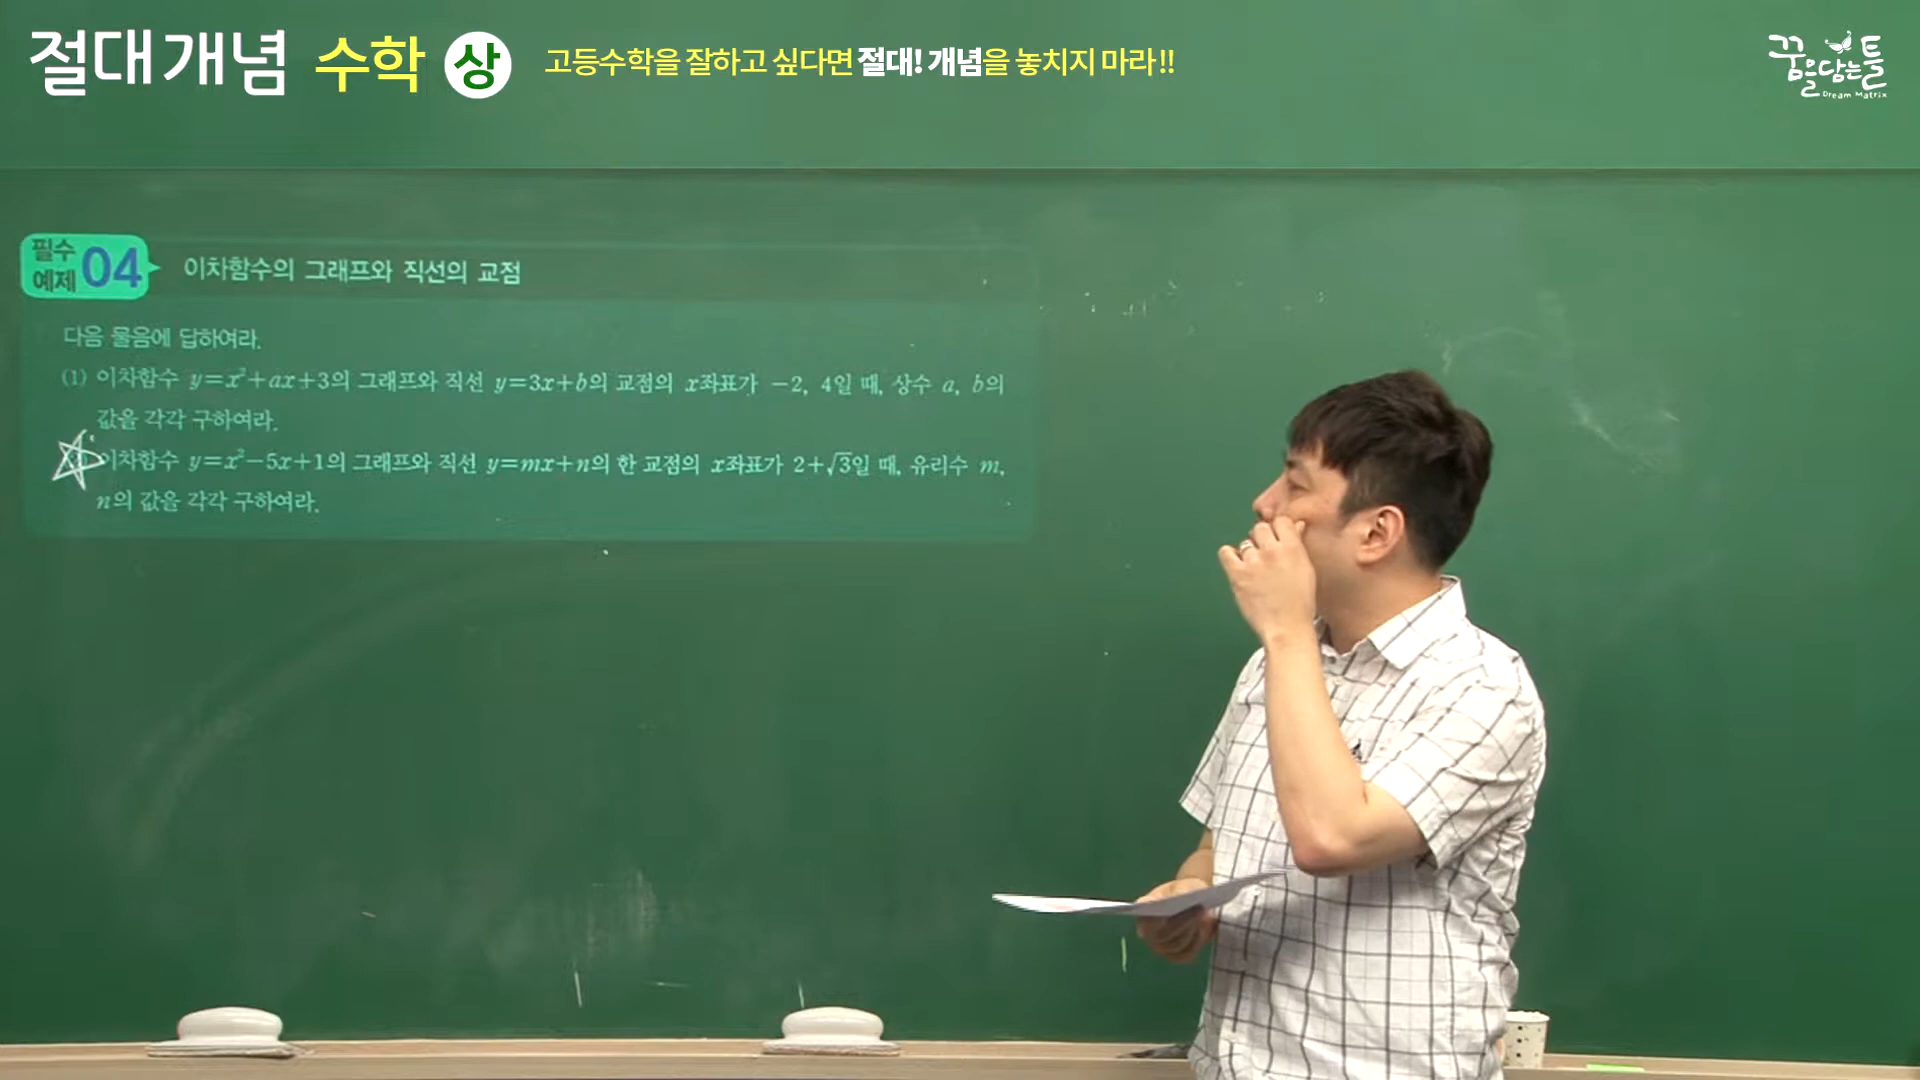 절대개념 수학 상 고등수학을 잘하고 싶다면 절대! 개념을 놓치지 마라!!
꿈을담는틀
Dream Matrix
필수 예제 04 이차함수의 그래프와 직선의 교점
다음 물음에 답하여라.
(1) 이차함수 y=x²+ax+3의 그래프와 직선 y=3x+b의 교점의 x좌표가 -2, 4일 때, 상수 a, b의
값을 각각 구하여라.
이차함수 y=x²-5x+1의 그래프와 직선 y=mx+n의 한 교점의 x좌표가 2+√3일 때, 유리수 m,
n의 값을 각각 구하여라.